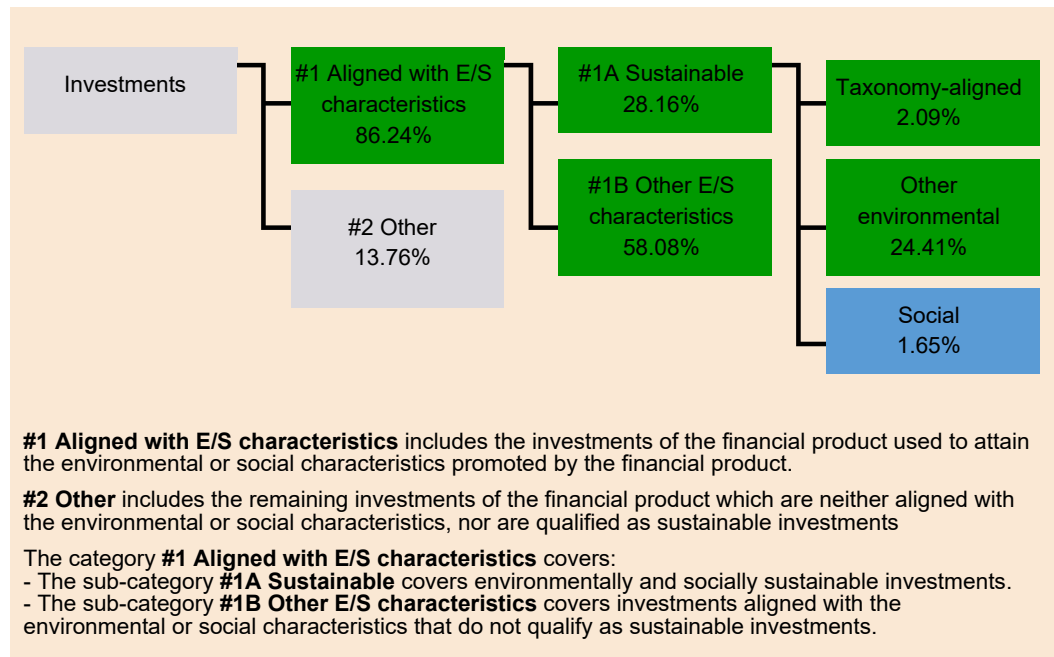 Investments
#1 Aligned with E/S
characteristics
86.24%
#2 Other
13.76%
#1A Sustainable
28.16%
#1B Other E/S
characteristics
58.08%
Taxonomy-aligned
2.09%
Other
environmental
24.41%
Social
1.65%
#1 Aligned with E/S characteristics includes the investments of the financial product used to attain
the environmental or social characteristics promoted by the financial product.
#2 Other includes the remaining investments of the financial product which are neither aligned with
the environmental or social characteristics, nor are qualified as sustainable investments
The category #1 Aligned with E/S characteristics covers:
- The sub-category #1A Sustainable covers environmentally and socially sustainable investments.
- The sub-category #1B Other E/S characteristics covers investments aligned with the
environmental or social characteristics that do not qualify as sustainable investments.